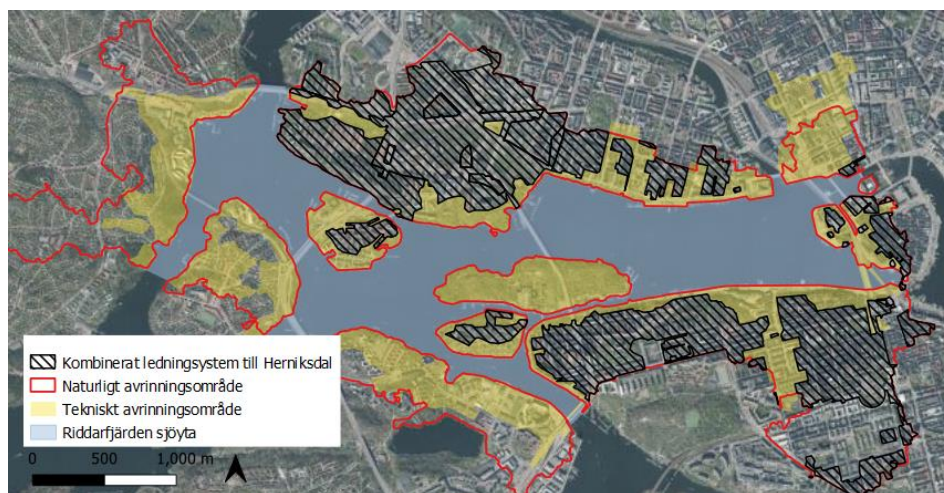 Kombinerat ledningsystem till Herniksdal
Naturligt avrinningsområde
Tekniskt avrinningsområde
Riddarfjärden sjöyta
0 500 1,000 m